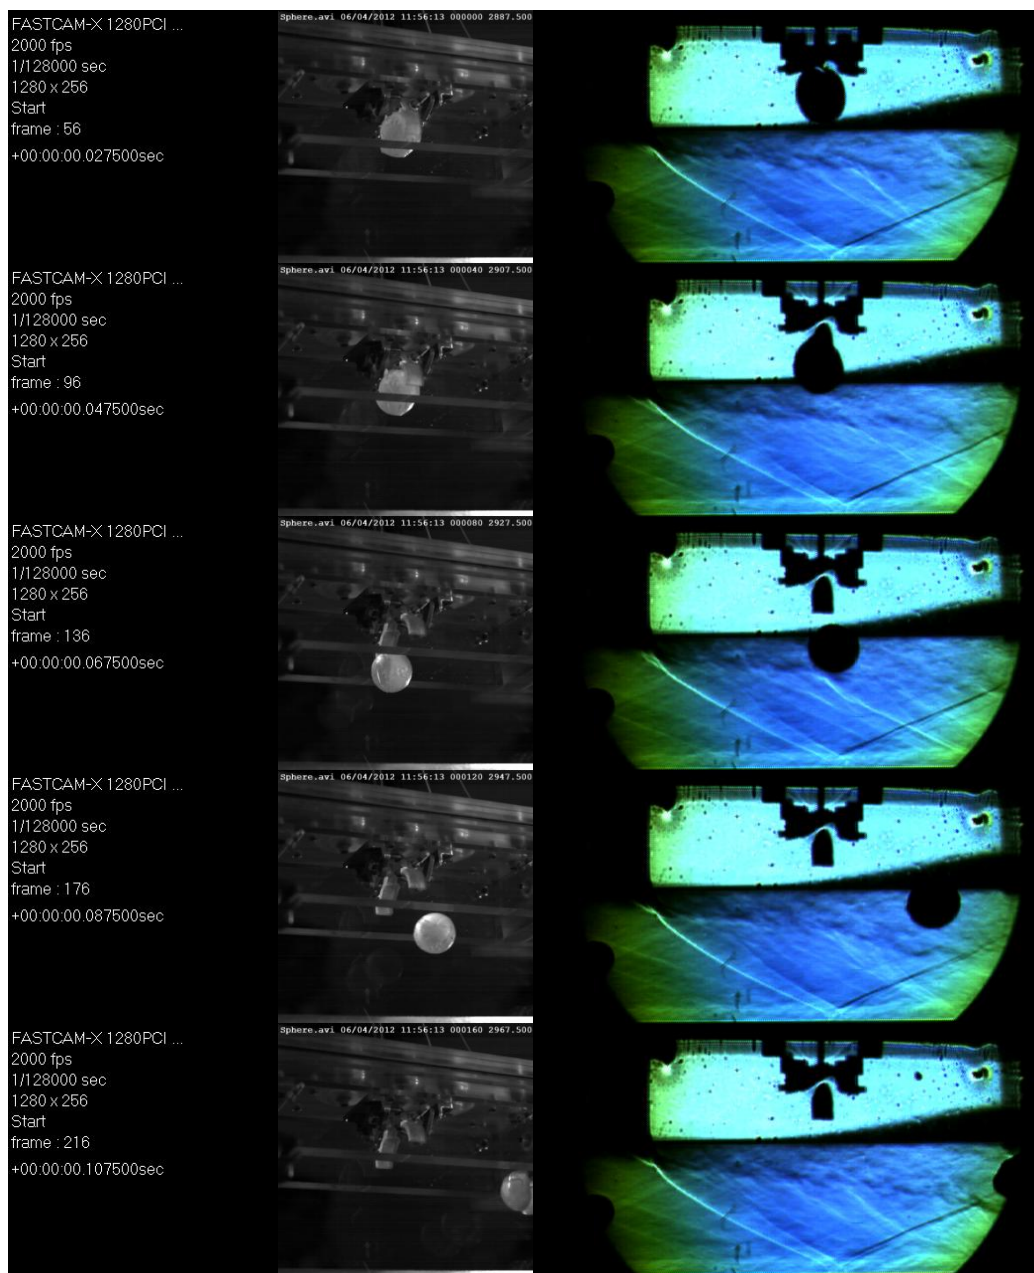 FASTCAM-X 1280PCI ...
2000 fps
1/128000 sec
1280 x 256
Start
frame : 56
+00:00:00.027500sec
Sphere.avi 06/04/2012 11:56:13 000000 2887.500
FASTCAM-X 1280PCI ...
2000 fps
1/128000 sec
1280 x 256
Start
frame : 96
+00:00:00.047500sec
Sphere.avi 06/04/2012 11:56:13 000040 2907.500
FASTCAM-X 1280PCI ...
2000 fps
1/128000 sec
1280 x 256
Start
frame : 136
+00:00:00.067500sec
Sphere.avi 06/04/2012 11:56:13 000080 2927.500
FASTCAM-X 1280PCI ...
2000 fps
1/128000 sec
1280 x 256
Start
frame : 176
+00:00:00.087500sec
Sphere.avi 06/04/2012 11:56:13 000120 2947.500
FASTCAM-X 1280PCI ...
2000 fps
1/128000 sec
1280 x 256
Start
frame : 216
+00:00:00.107500sec
Sphere.avi 06/04/2012 11:56:13 000160 2967.500